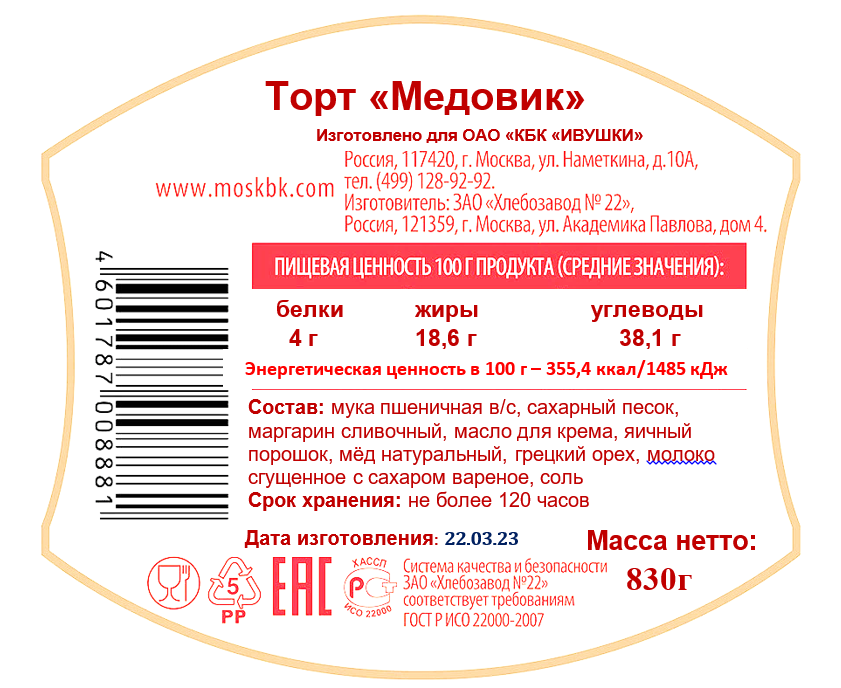 Торт «Медовик»
Изготовлено для ОАО «КБК «ИВУШКИ»
Россия, 117420, г. Москва, ул. Наметкина, д.10А,
www.moskbk.com тел. (499) 128-92-92.
Изготовитель: ЗАО «Хлебозавод № 22»,
Россия, 121359, г. Москва, ул. Академика Павлова, дом 4.
ПИЩЕВАЯ ЦЕННОСТЬ 100 Г ПРОДУКТА (СРЕДНИЕ ЗНАЧЕНИЯ):
белки жиры углеводы
4 г 18,6 г 38,1 г
Энергетическая ценность в 100 г – 355,4 ккал/1485 кДж
4 601787 008881
Состав: мука пшеничная в/с, сахарный песок,
маргарин сливочный, масло для крема, яичный
порошок, мёд натуральный, грецкий орех, молоко
сгущенное с сахаром вареное, соль
Срок хранения: не более 120 часов
Дата изготовления: 22.03.23
Масса нетто:
830г
5
PP
EAC
ХАССП
РСТ
ИСО 22000
Система качества и безопасности
ЗАО «Хлебозавод №22»
соответствует требованиям
ГОСТ Р ИСО 22000-2007